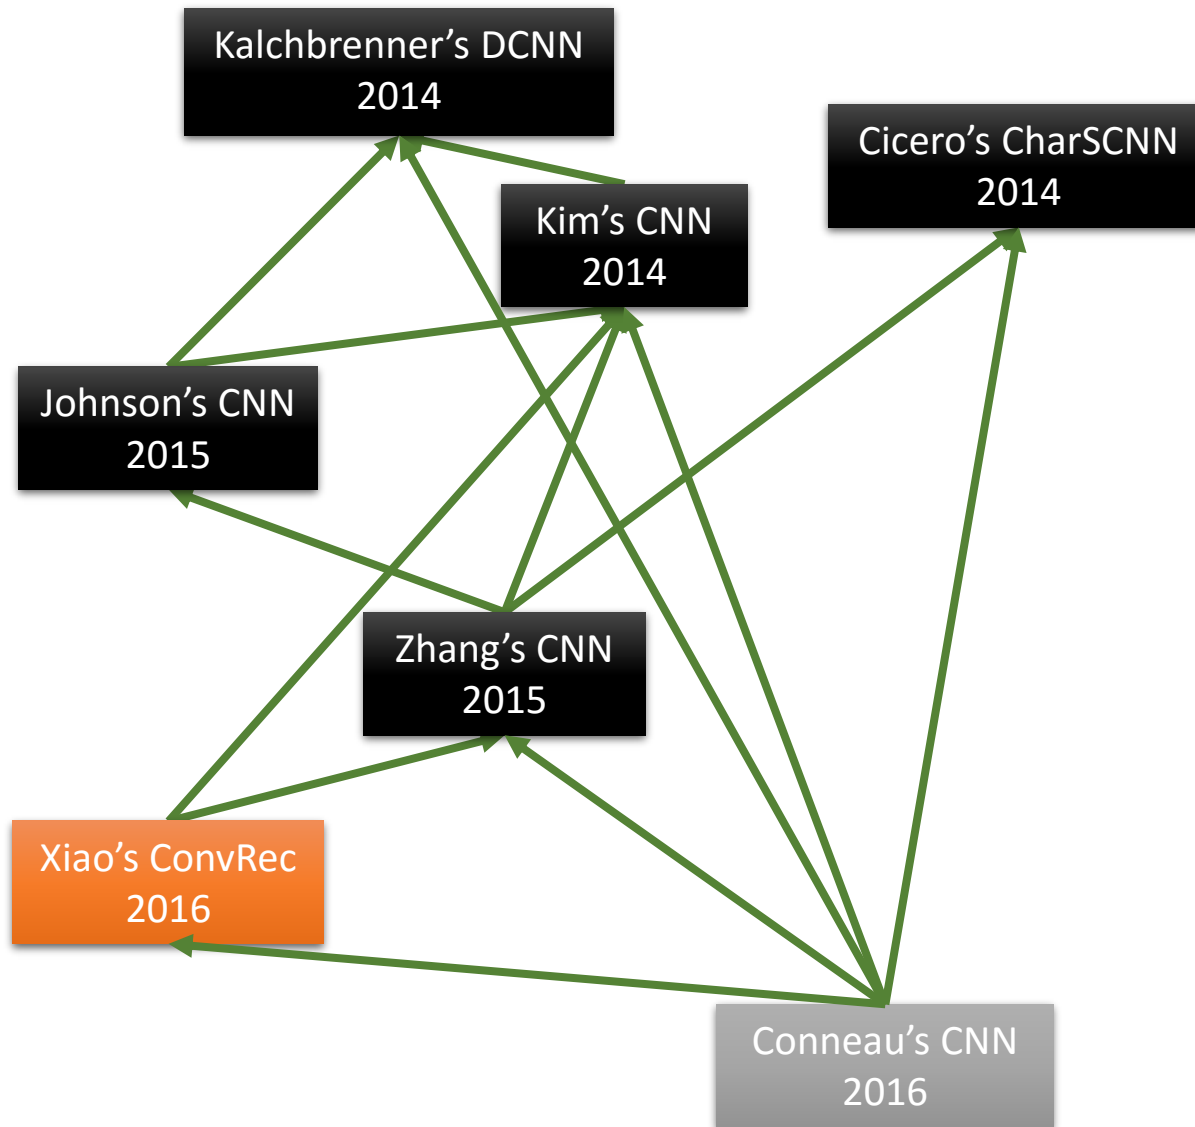 Kalchbrenner’s DCNN
2014
Cicero’s CharSCNN
2014
Kim’s CNN
2014
Johnson’s CNN
2015
Zhang’s CNN
2015
Xiao’s ConvRec
2016
Conneau’s CNN
2016